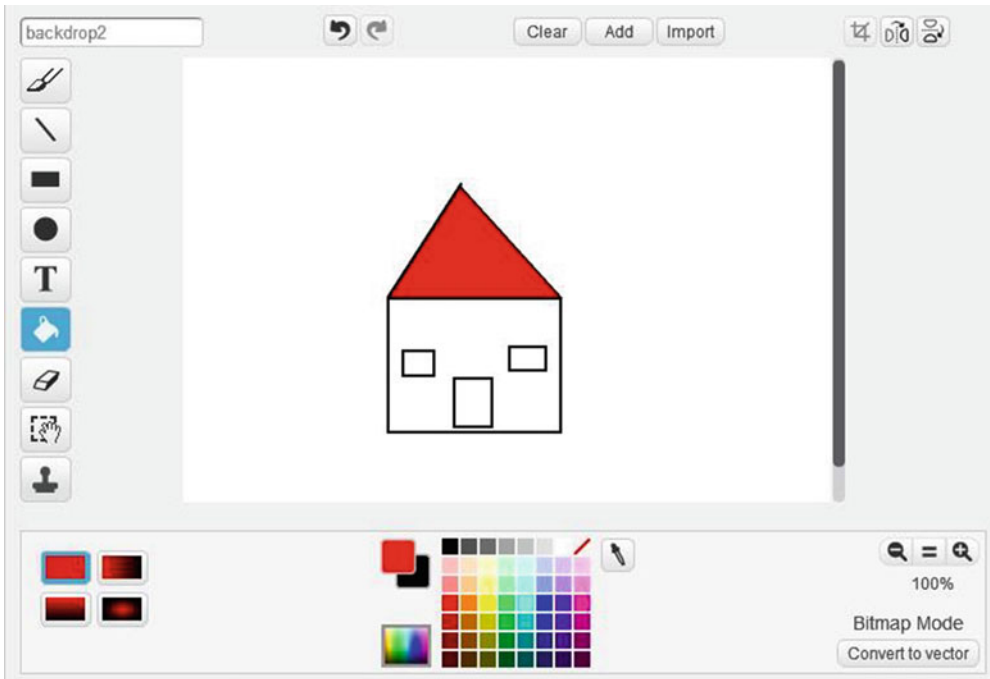 backdrop2
Clear
Add
Import
T
100%
Bitmap Mode
Convert to vector